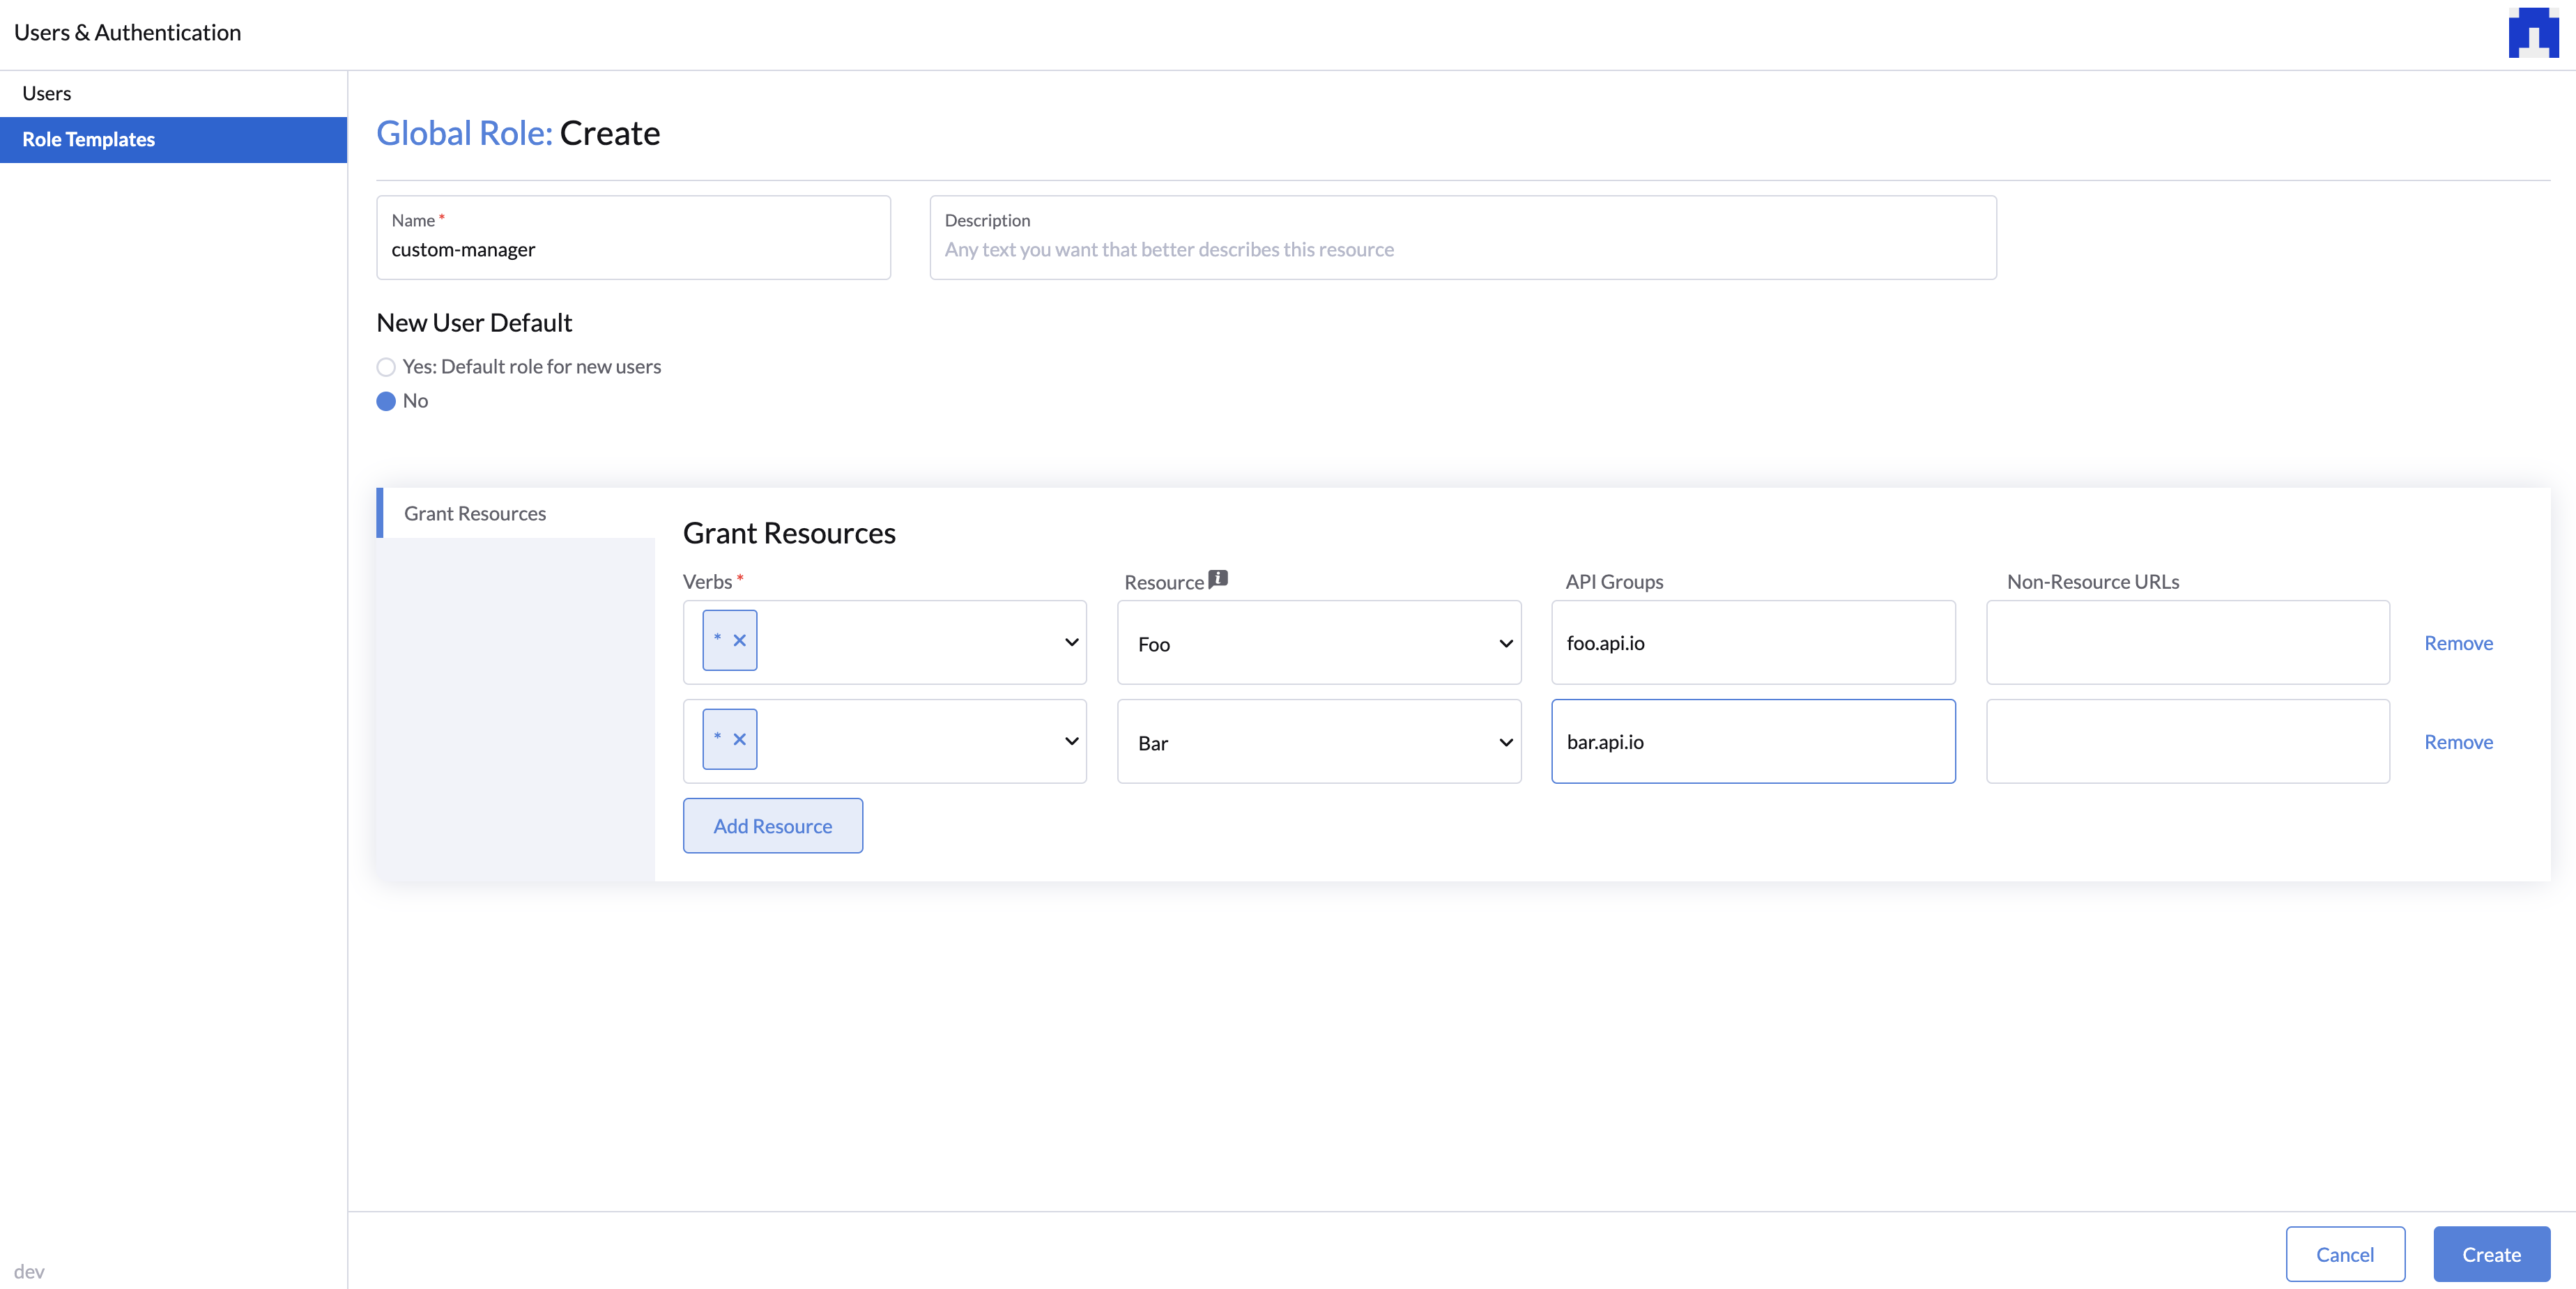 Users & Authentication
Users
Role Templates
Global Role: Create
Name *
custom-manager
Description
Any text you want that better describes this resource
New User Default
Yes: Default role for new users
No
Grant Resources
Grant Resources
Verbs * Resource i API Groups Non-Resource URLs
* × Foo foo.api.io Remove
* × Bar bar.api.io Remove
Add Resource
Cancel Create
dev